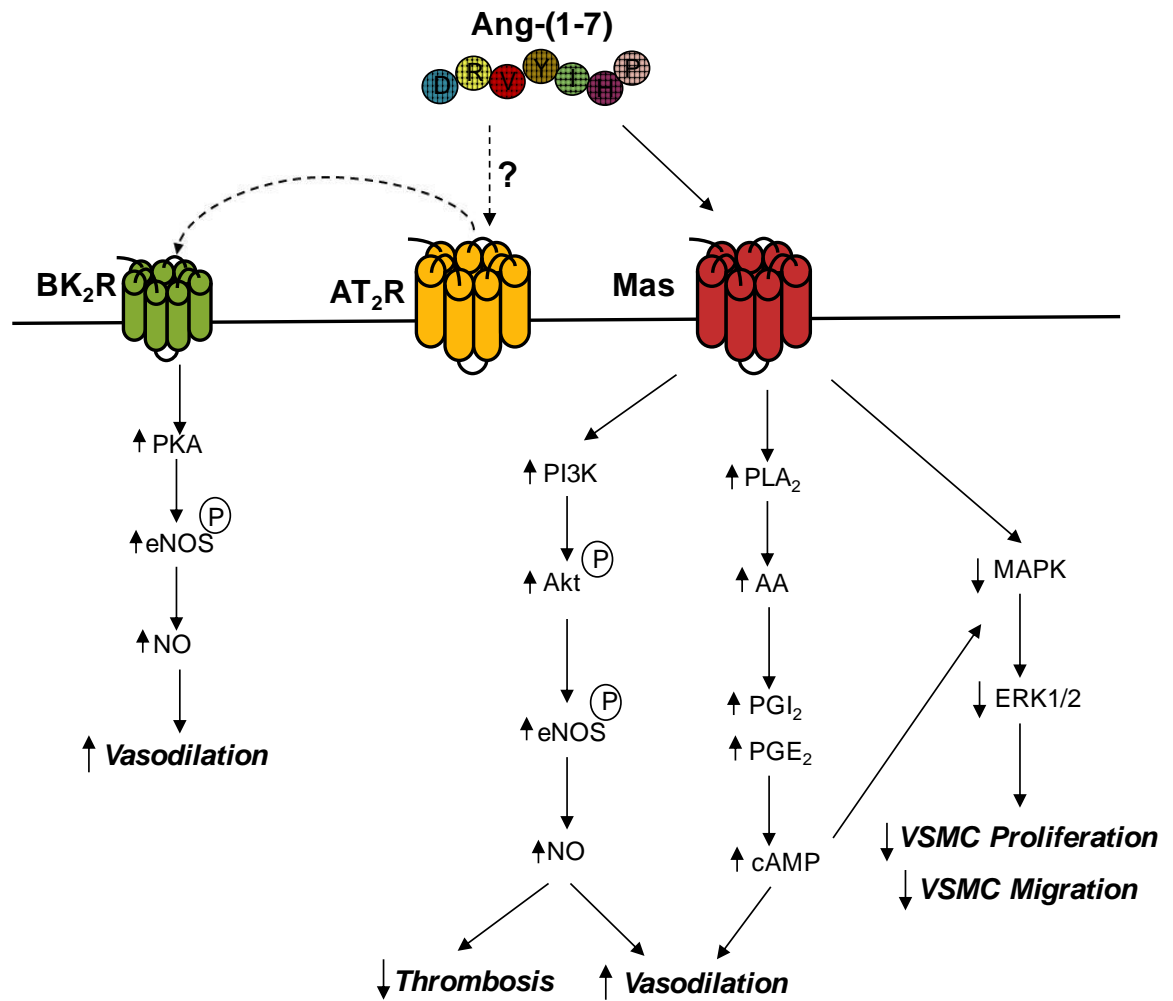 Ang-(1-7)
D R V Y I H P
?
BK₂R
AT₂R
Mas
PKA
eNOS P
NO
Vasodilation
PI3K
Akt P
eNOS P
NO
Thrombosis
Vasodilation
PLA₂
AA
PGI₂
PGE₂
cAMP
MAPK
ERK1/2
VSMC Proliferation
VSMC Migration